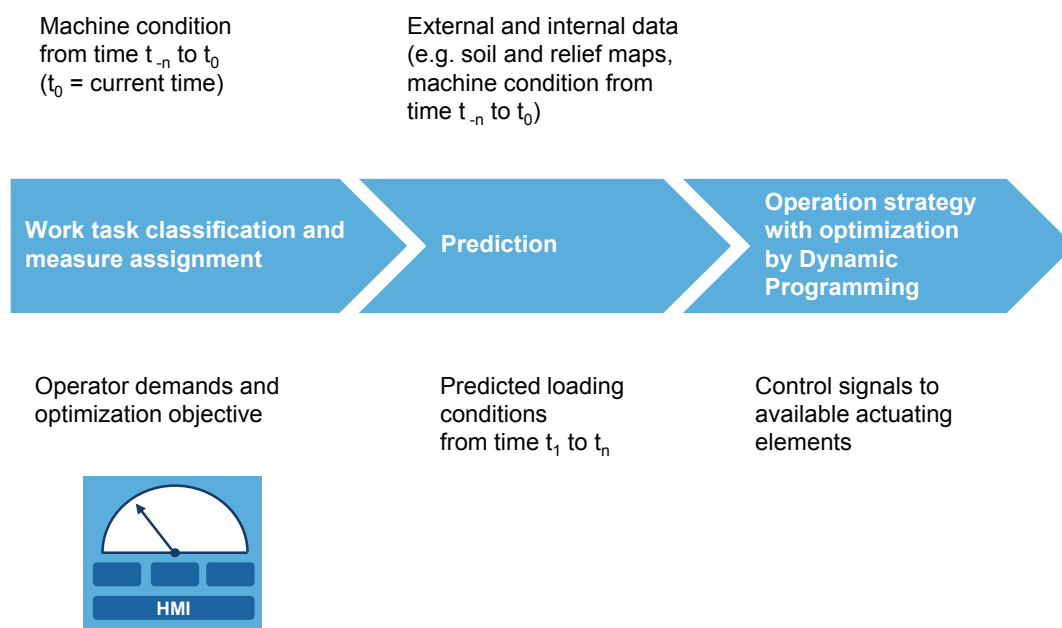 Machine condition
from time t₋ₙ to t₀
(t₀ = current time)
External and internal data
(e.g. soil and relief maps,
machine condition from
time t₋ₙ to t₀)
Work task classification and
measure assignment
Prediction
Operation strategy
with optimization
by Dynamic
Programming
Operator demands and
optimization objective
Predicted loading
conditions
from time t₁ to tₙ
Control signals to
available actuating
elements
HMI